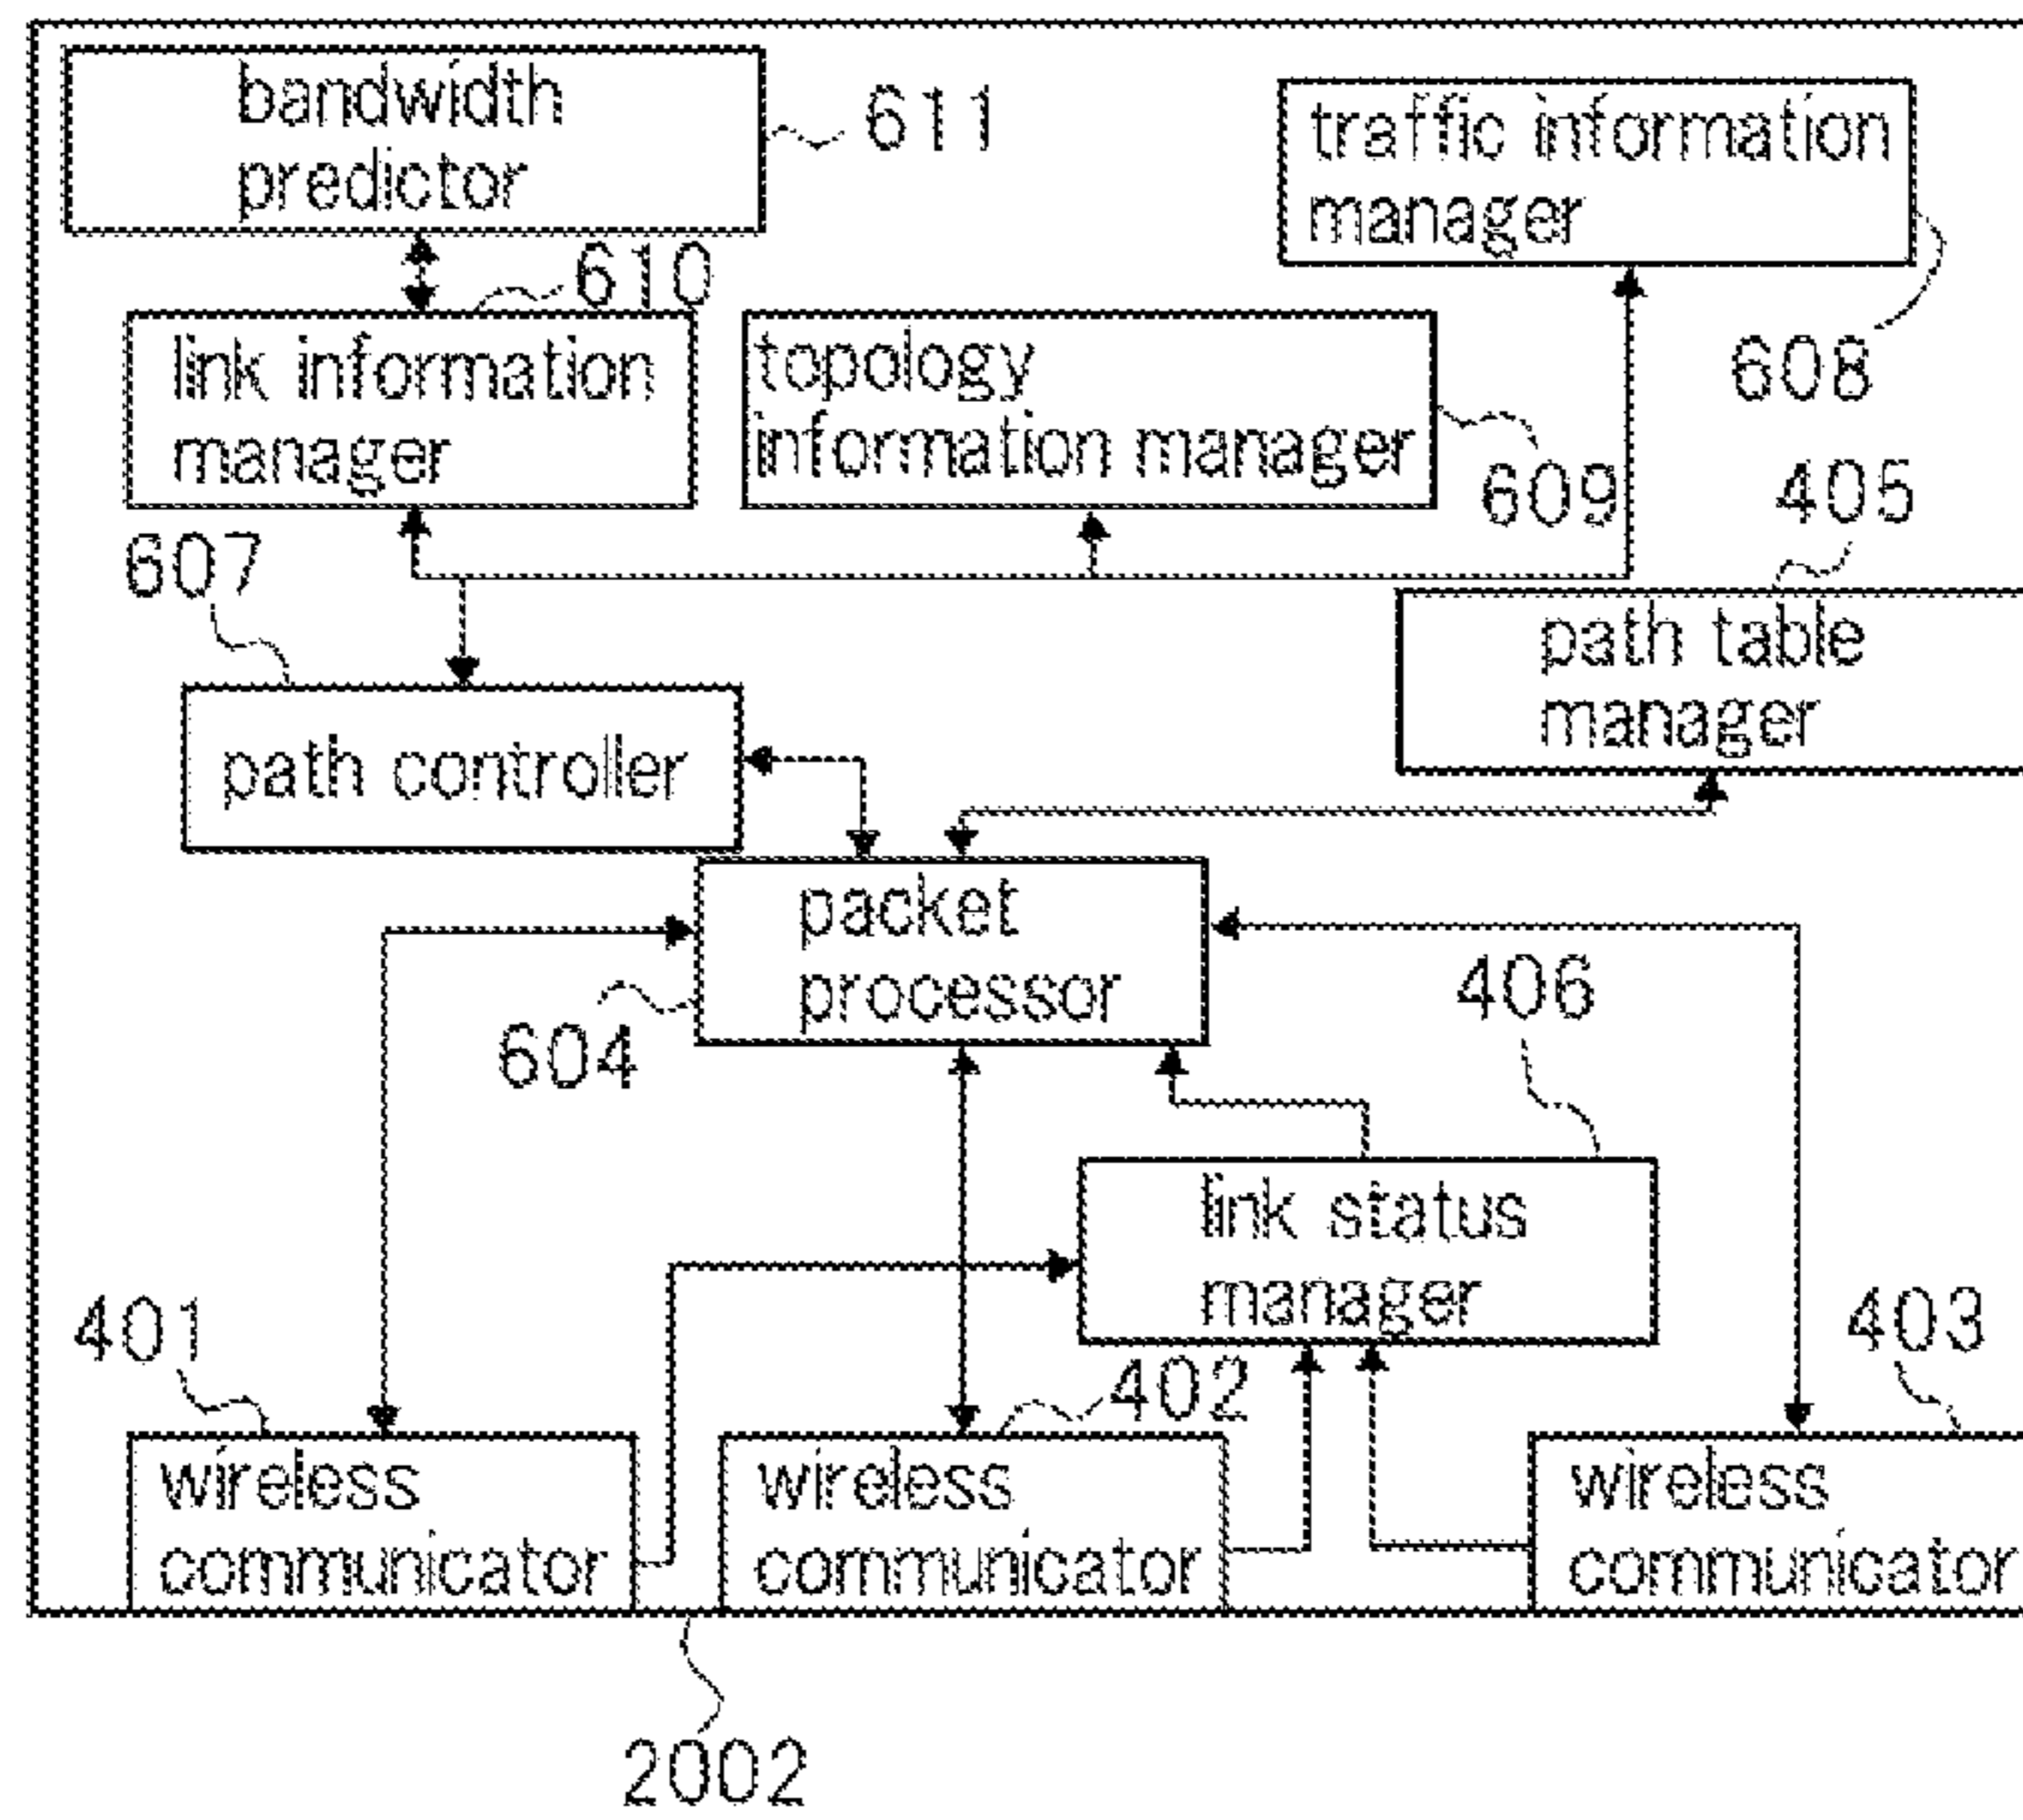 bandwidth
predictor
611
traffic information
manager
610
608
link information
manager
topology
information manager
609
405
607
path table
manager
path controller
packet
processor
604
406
link status
manager
401
402
403
wireless
communicator
wireless
communicator
wireless
communicator
2002